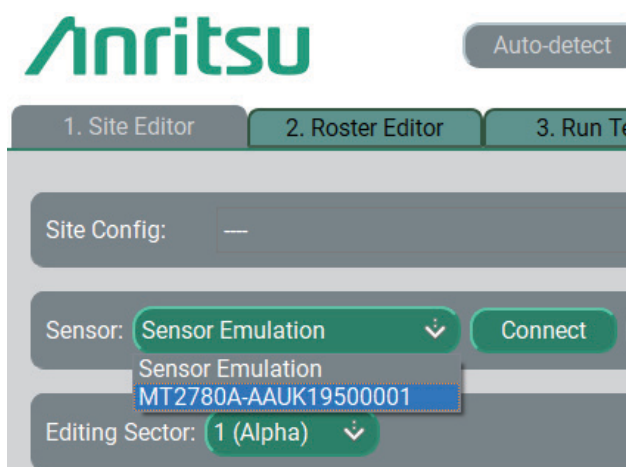 Anritsu
Auto-detect
1. Site Editor
2. Roster Editor
3. Run
Site Config:
----
Sensor: Sensor Emulation
Connect
Sensor Emulation
MT2780A-AAUK19500001
Editing Sector: 1 (Alpha)